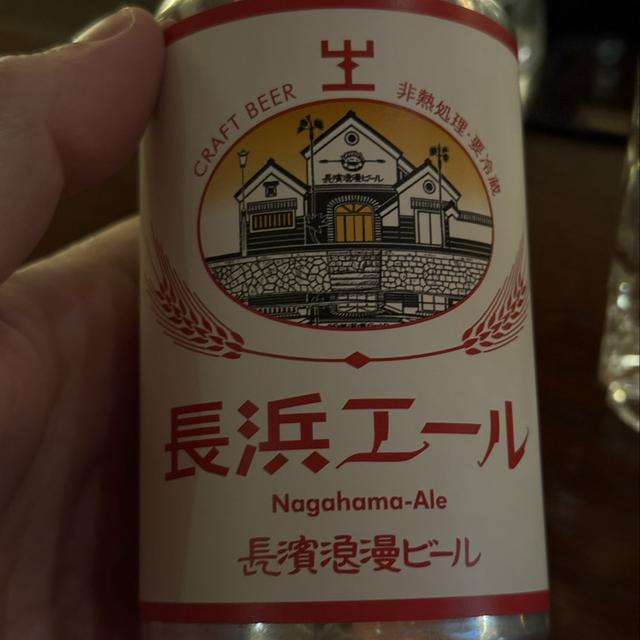 生
CRAFT BEER
非熱処理・要冷蔵
長濱浪漫ビール
長浜エール
Nagahama-Ale
長濱浪漫ビール